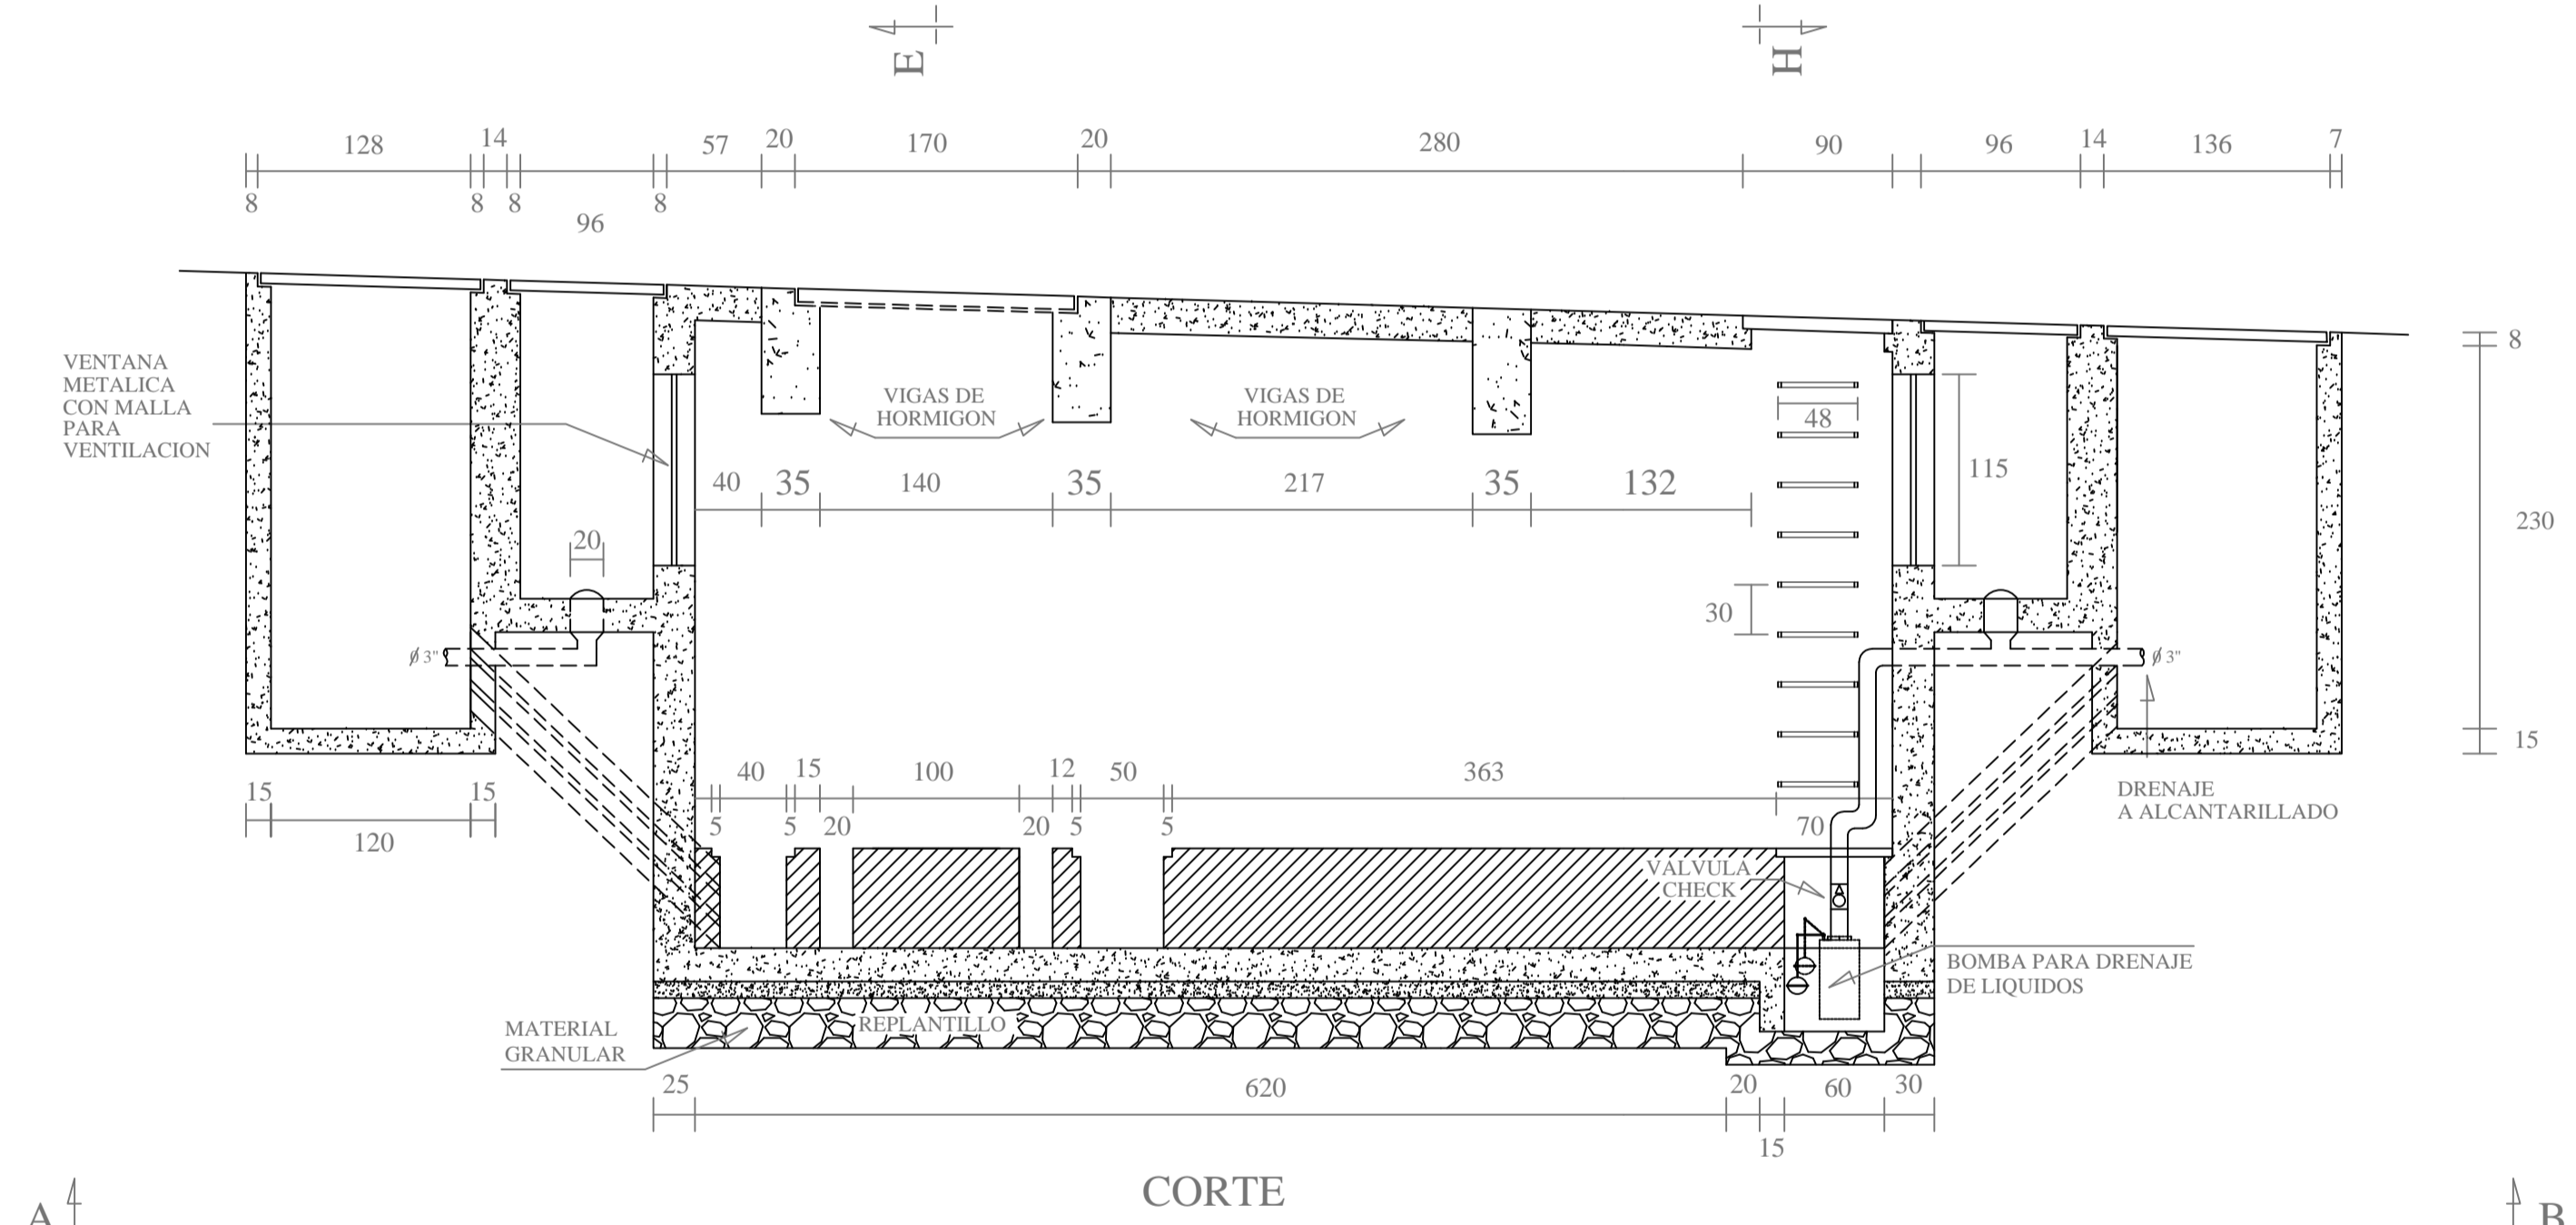 E
H
128
14
57
20
170
20
280
90
96
14
136
7
8
8
8
96
8
VENTANA
METALICA
CON MALLA
PARA
VENTILACION
VIGAS DE
HORMIGON
VIGAS DE
HORMIGON
48
8
115
230
15
40
35
140
35
217
35
132
20
30
ø 3"
ø 3"
40
15
100
12
50
363
5
5
20
20
5
5
70
15
15
120
DRENAJE
A ALCANTARILLADO
VALVULA
CHECK
BOMBA PARA DRENAJE
DE LIQUIDOS
MATERIAL
GRANULAR
REPLANTILLO
25
620
20
60
30
15
CORTE
A
B